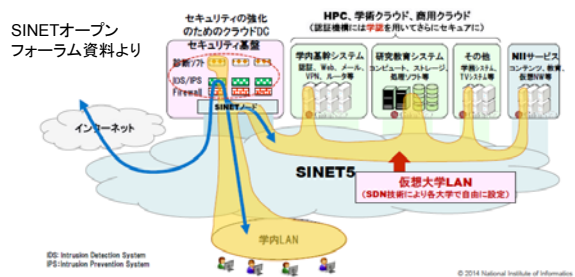 SINETオープン
フォーラム資料より
セキュリティの強化
のためのクラウドDC
セキュリティ基盤
診断ソフト
IDS/IPS
Firewall
SINETノード
インターネット
HPC、学術クラウド、商用クラウド
(認証機構には学認を用いてさらにセキュアに)
学内基幹システム
認証、Web、メール、
VPN、ルータ等
研究教育システム
コンピュート、ストレージ、
処理ソフト等
その他
学務システム、
TVシステム等
NIIサービス
コンテンツ、教育、
仮想NW等
SINET5
仮想大学LAN
(SDN技術により各大学で自由に設定)
学内LAN
IDS: Intrusion Detection System
IPS:Intrusion Prevention System
© 2014 National Institute of Informatics